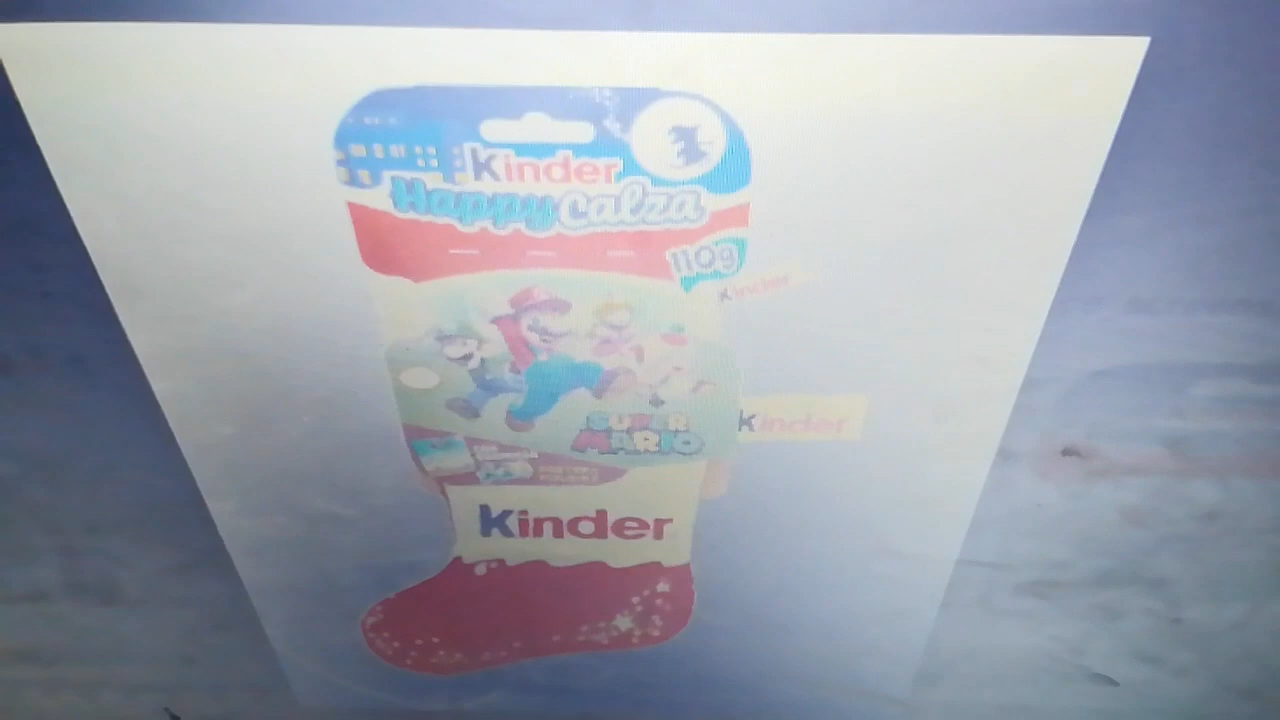 Kinder
Happy calza
110g
Kinder
SUPER
MARIO
Kinder
Kinder